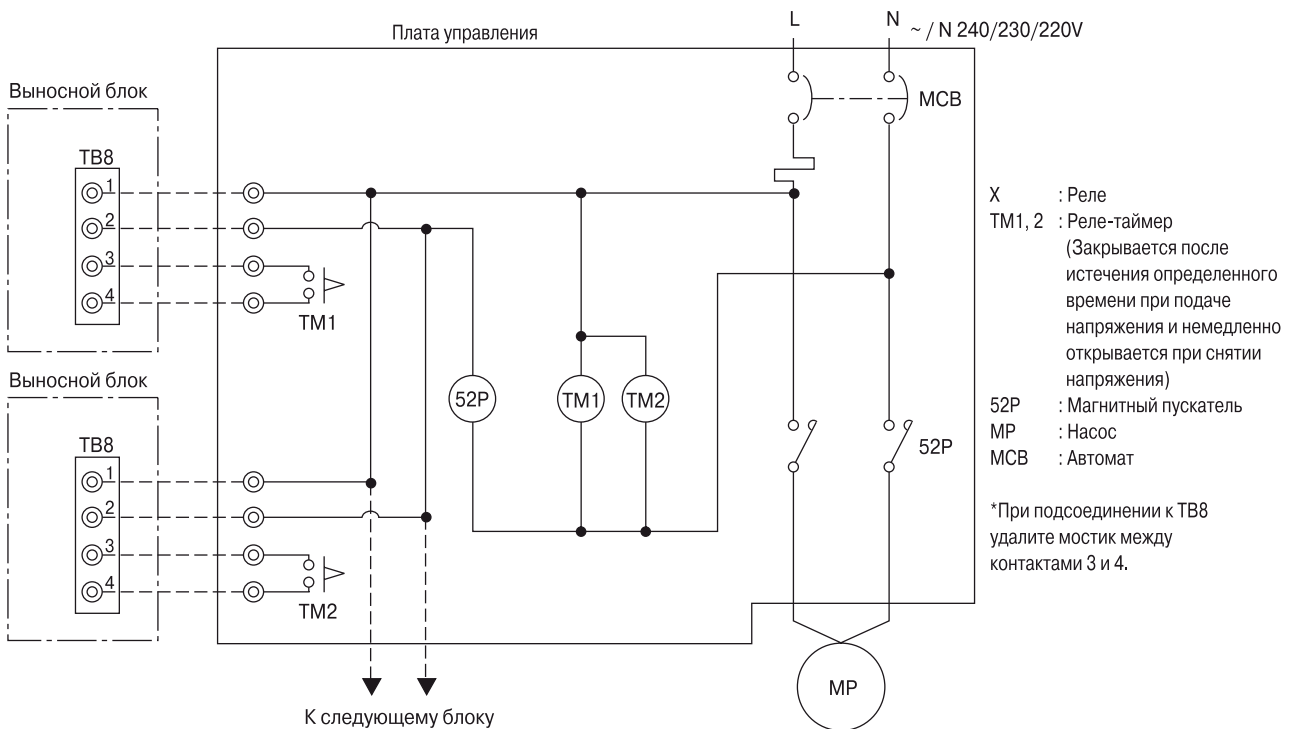 Плата управления
L
N
~ / N 240/230/220V
MCB
Выносной блок
TB8
1
2
3
4
TM1
Выносной блок
TB8
1
2
3
4
TM2
52P
TM1
TM2
52P
MP
К следующему блоку
X : Реле
TM1, 2 : Реле-таймер
(Закрывается после
истечения определенного
времени при подаче
напряжения и немедленно
открывается при снятии
напряжения)
52P : Магнитный пускатель
MP : Насос
MCB : Автомат
*При подсоединении к TB8
удалите мостик между
контактами 3 и 4.